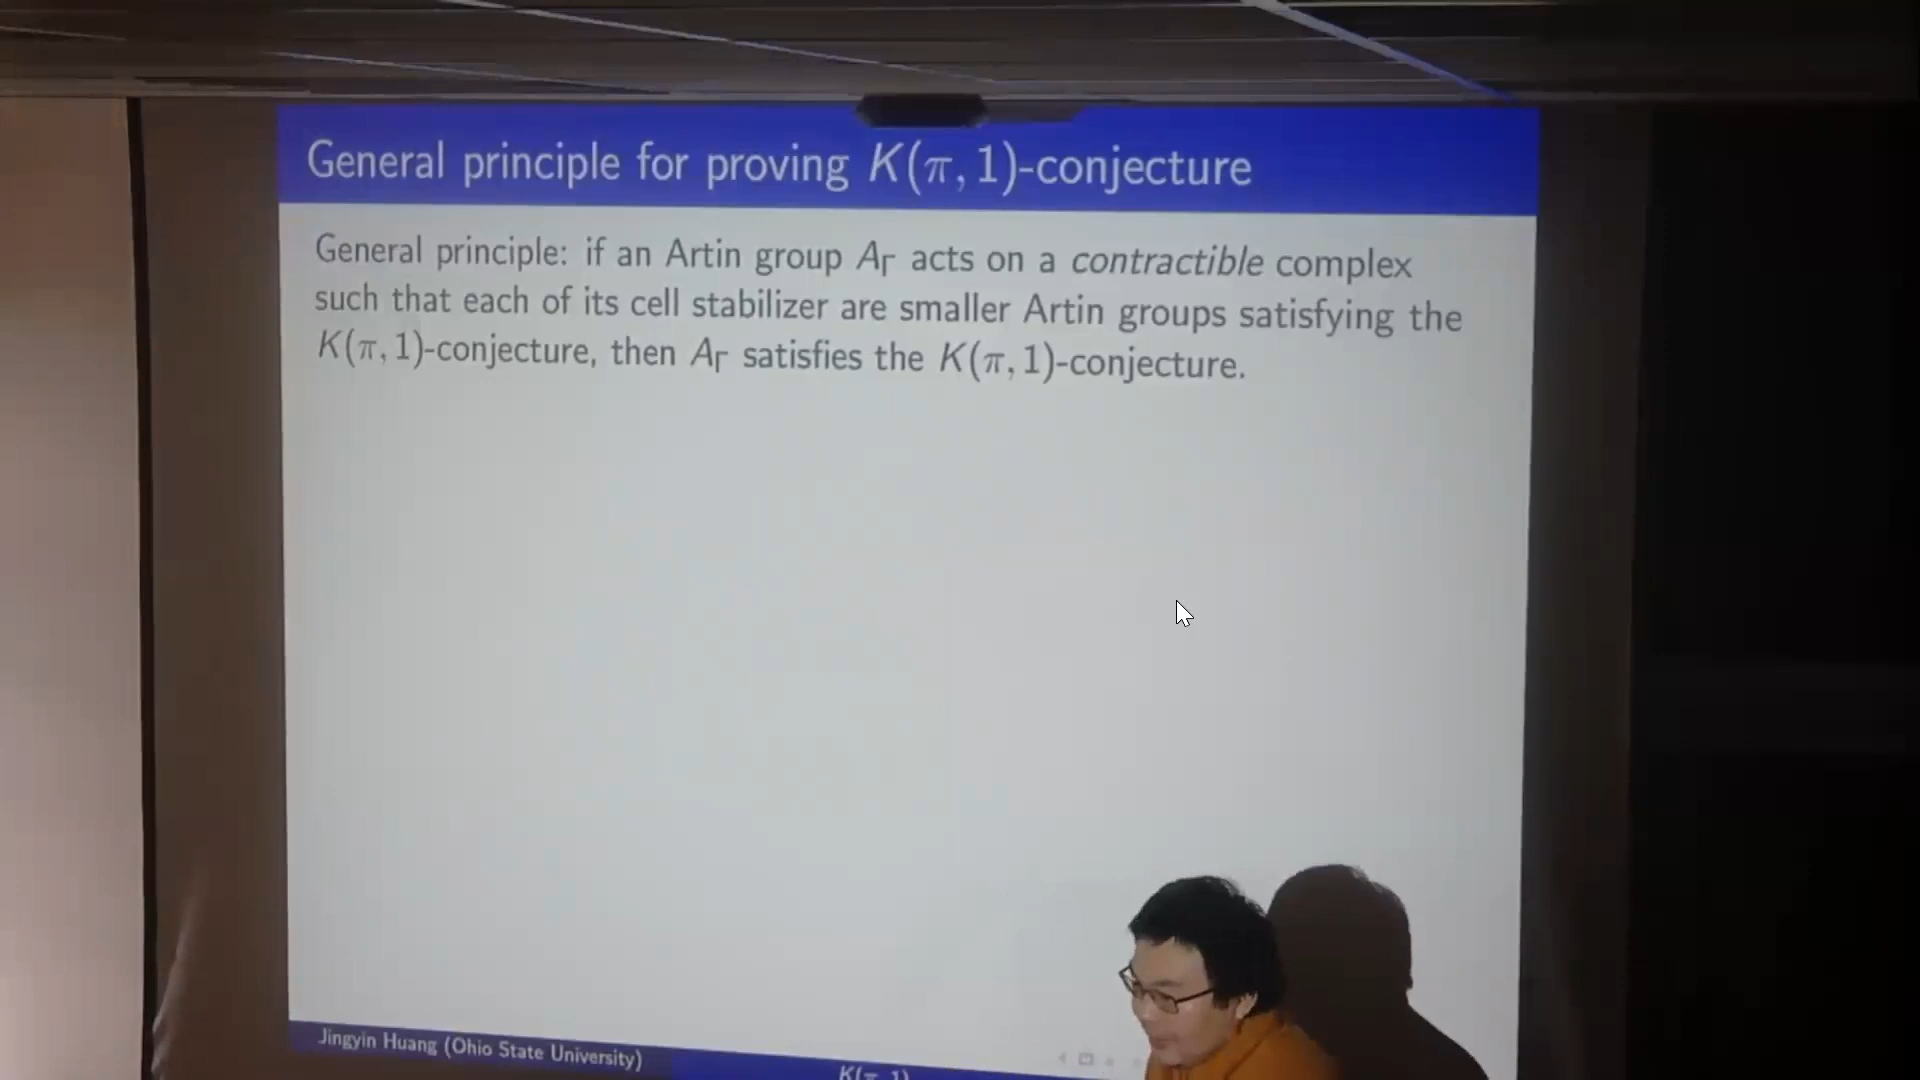 General principle for proving K(π, 1)-conjecture
General principle: if an Artin group A_Γ acts on a contractible complex
such that each of its cell stabilizer are smaller Artin groups satisfying the
K(π, 1)-conjecture, then A_Γ satisfies the K(π, 1)-conjecture.
Jingyin Huang (Ohio State University)
K(π, 1)